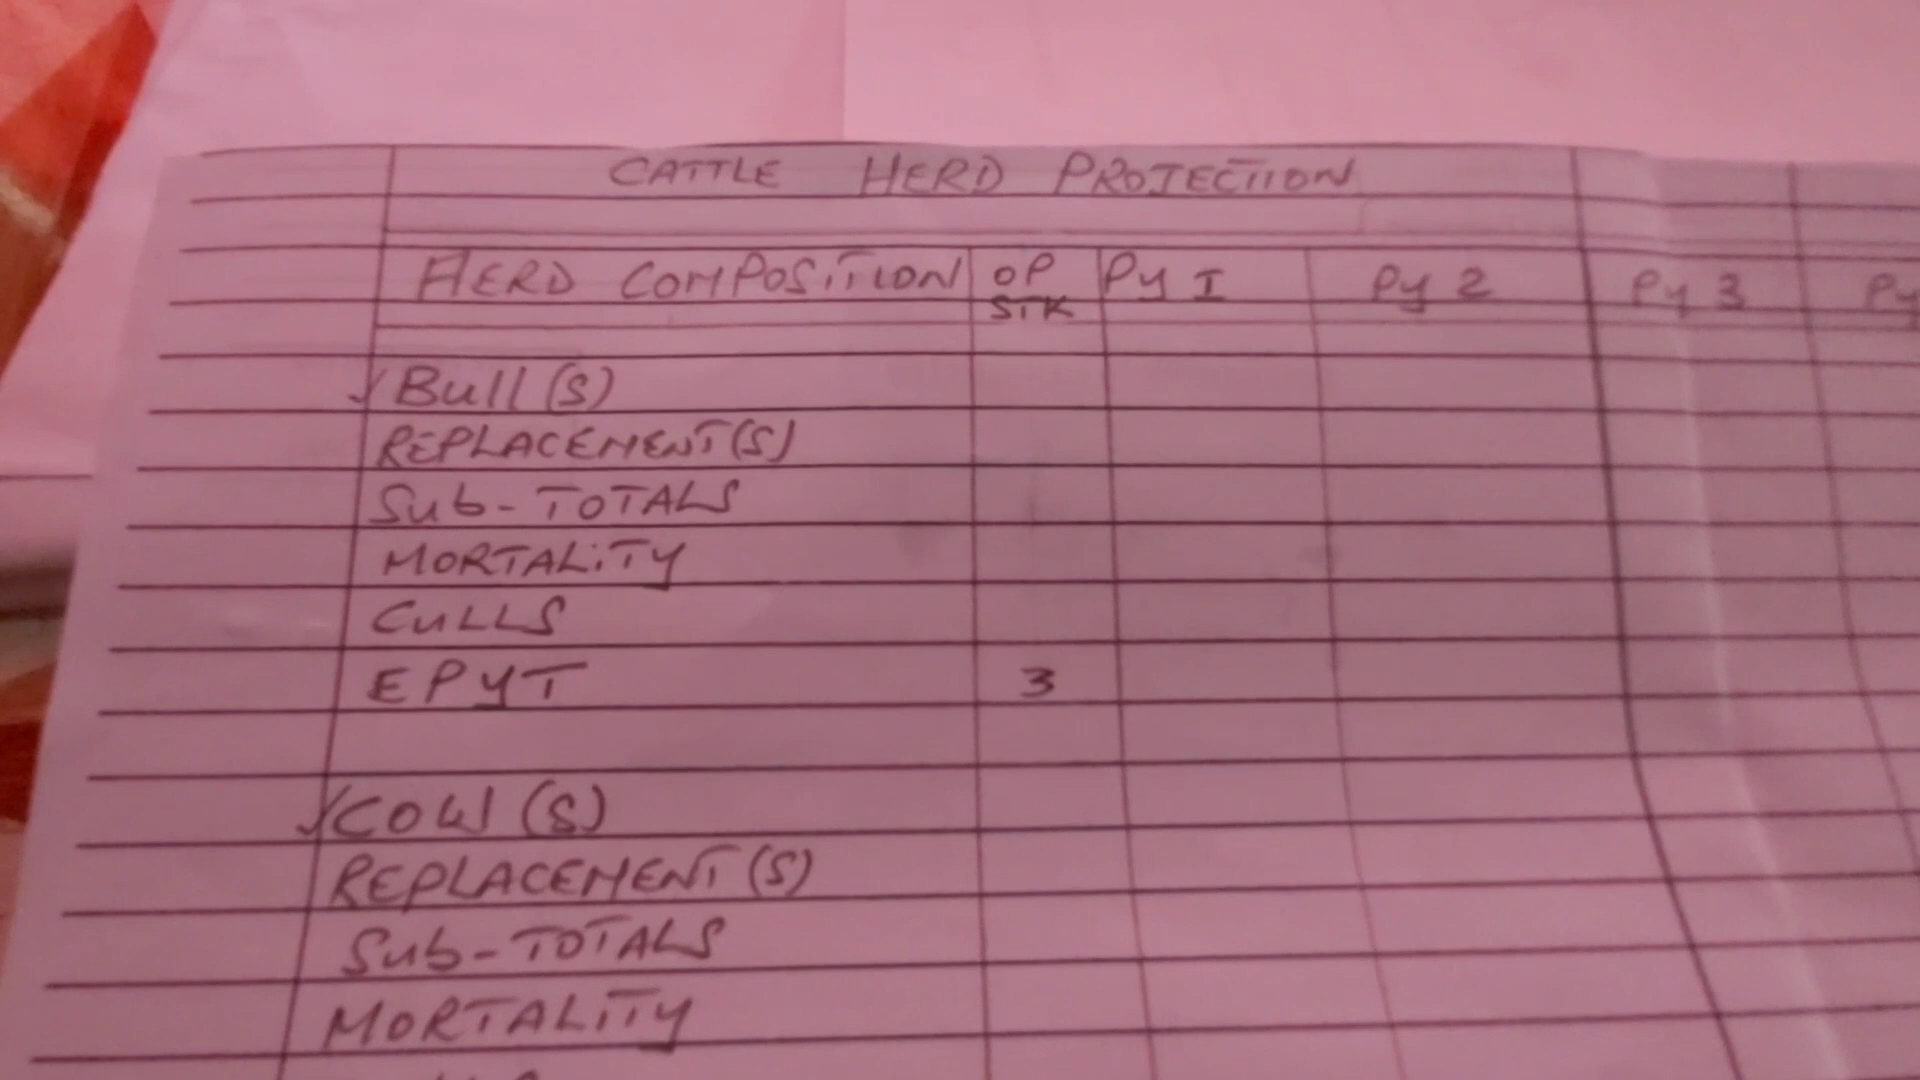 CATTLE HERD PROJECTION
HERD COMPOSITION OP STK PY I PY 2 PY 3 PY
Bull(S)
REPLACEMENT(S)
Sub-TOTALS
MORTALITY
CULLS
EPYT 3
COW(S)
REPLACEMENT(S)
Sub-TOTALS
MORTALITY